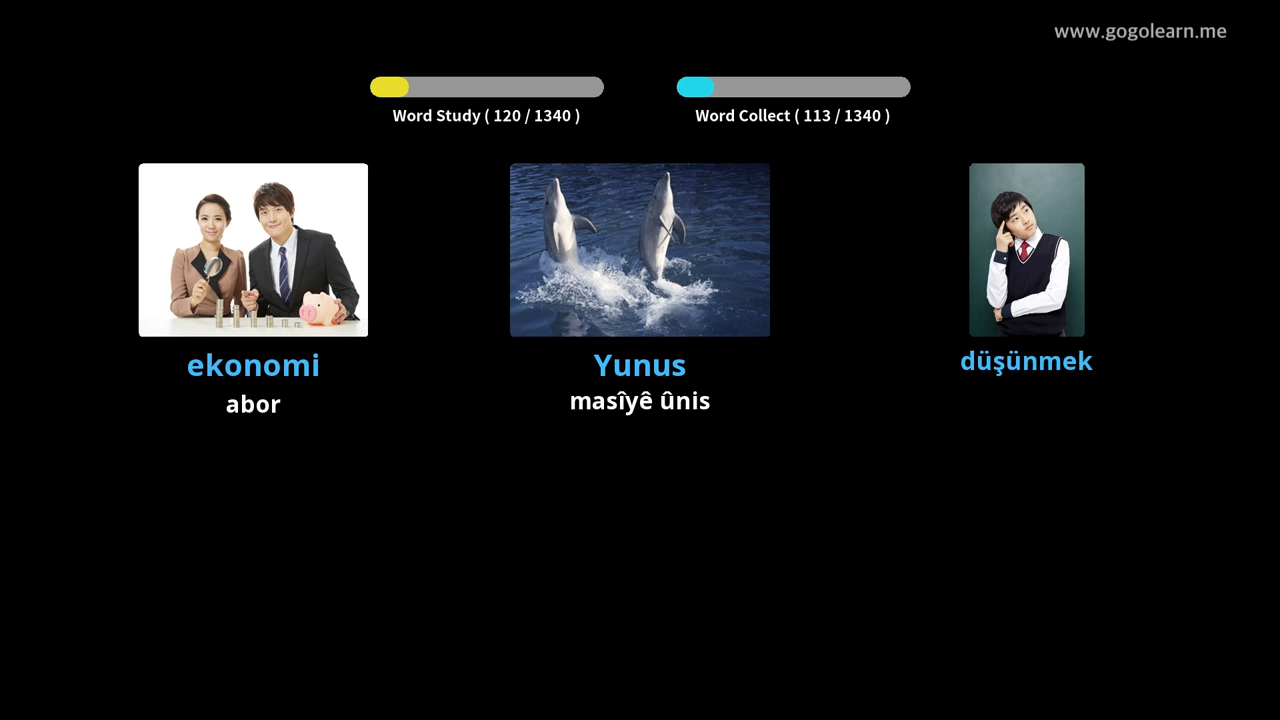 www.gogolearn.me
Word Study ( 120 / 1340 )
Word Collect ( 113 / 1340 )
ekonomi
abor
Yunus
masîyê ûnis
düşünmek